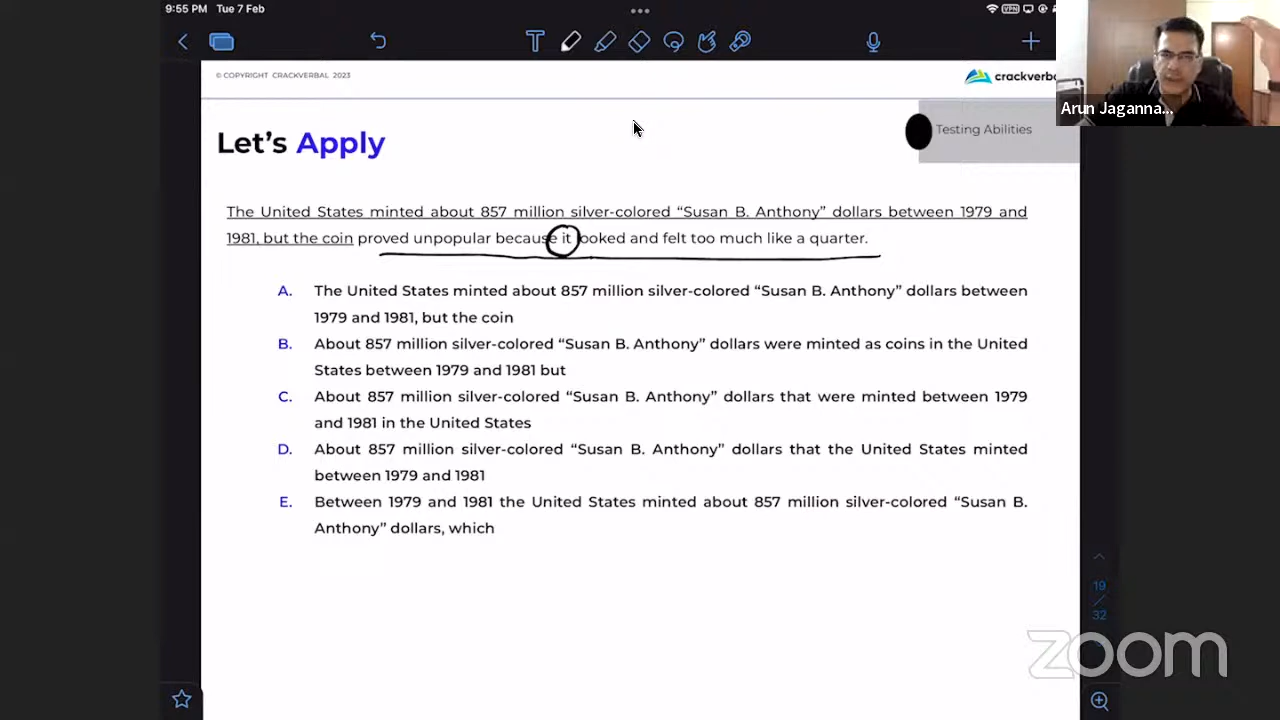 9:55 PM Tue 7 Feb
VPN
© COPYRIGHT CRACKVERBAL 2023
crackverba
Arun Jaganna...
Let's Apply
Testing Abilities
The United States minted about 857 million silver-colored “Susan B. Anthony” dollars between 1979 and
1981, but the coin proved unpopular because it looked and felt too much like a quarter.
A. The United States minted about 857 million silver-colored “Susan B. Anthony” dollars between
1979 and 1981, but the coin
B. About 857 million silver-colored “Susan B. Anthony” dollars were minted as coins in the United
States between 1979 and 1981 but
C. About 857 million silver-colored “Susan B. Anthony” dollars that were minted between 1979
and 1981 in the United States
D. About 857 million silver-colored “Susan B. Anthony” dollars that the United States minted
between 1979 and 1981
E. Between 1979 and 1981 the United States minted about 857 million silver-colored “Susan B.
Anthony” dollars, which
19
32
zoom